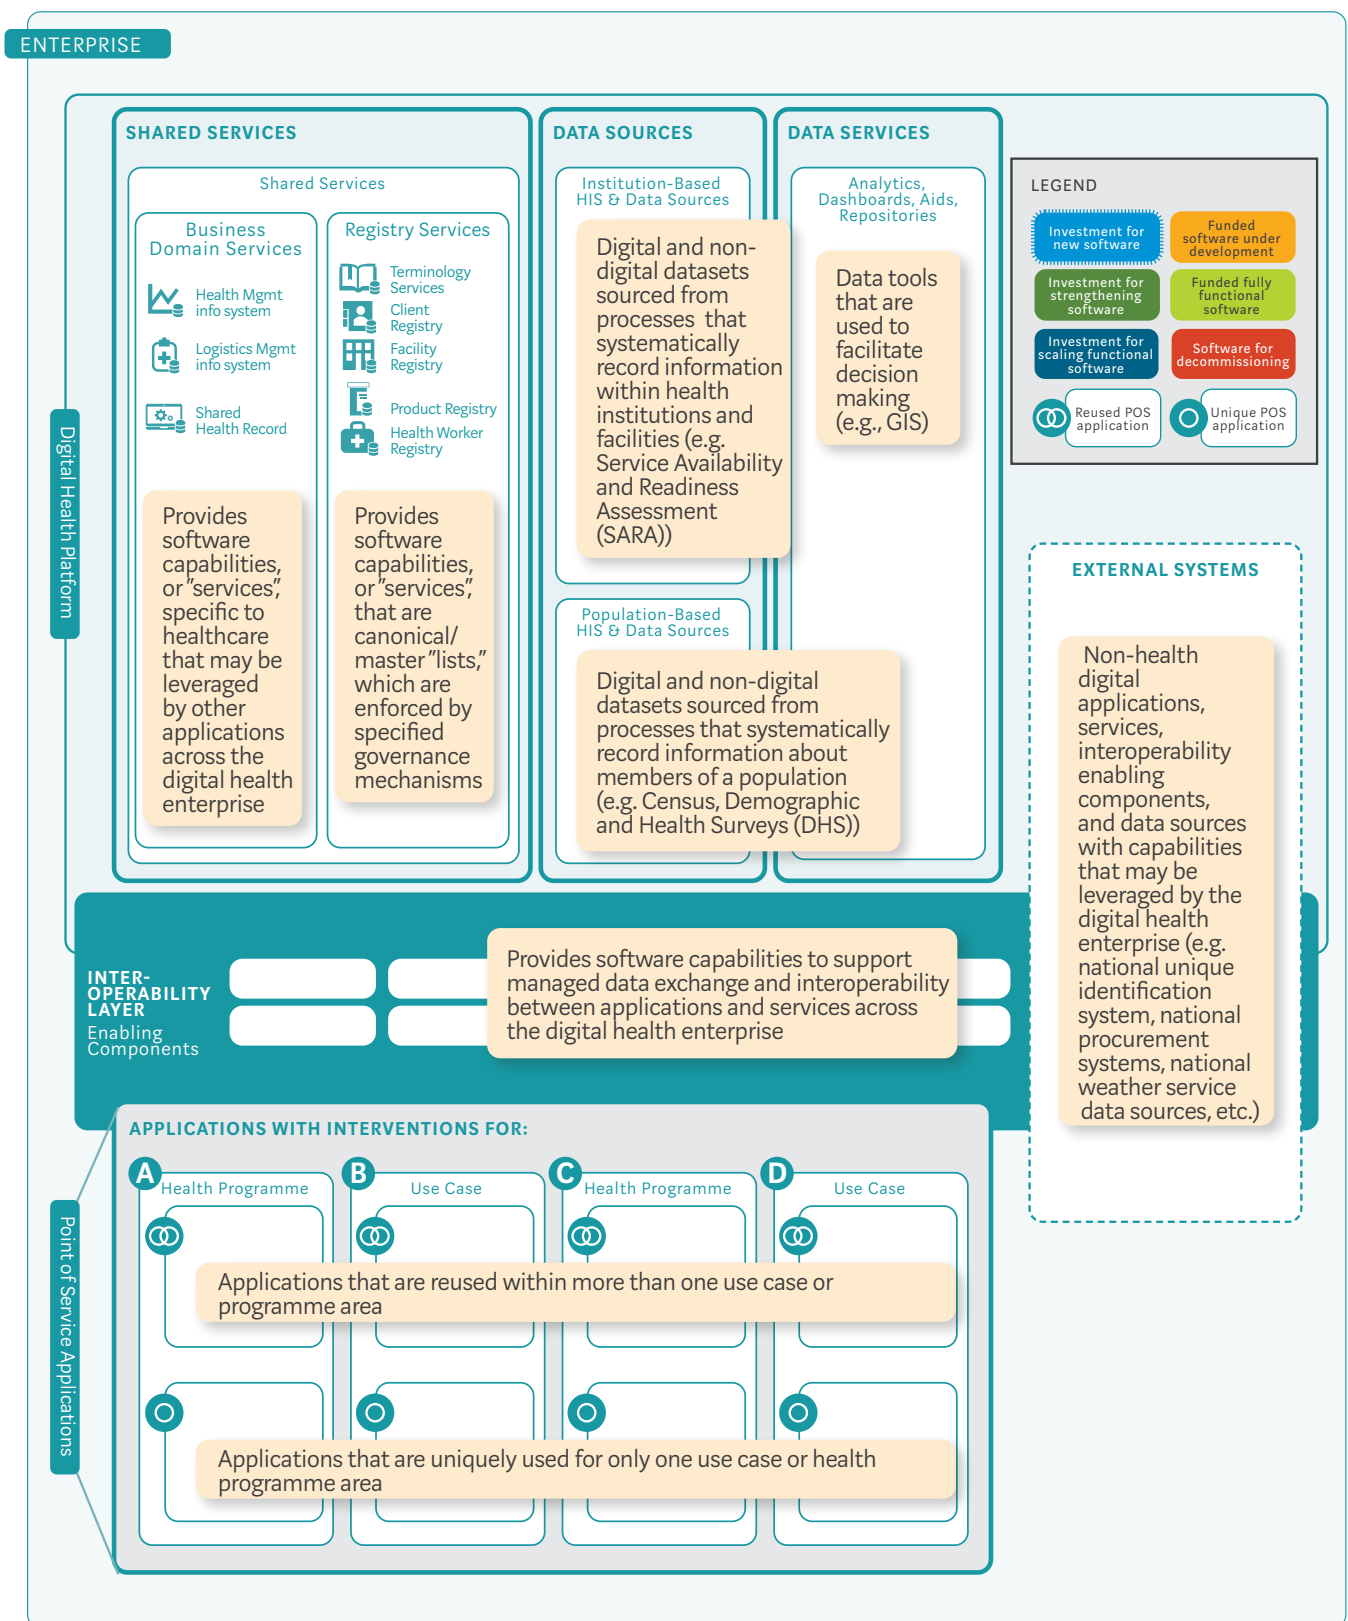 ENTERPRISE
Digital Health Platform
SHARED SERVICES
Shared Services
Business
Domain Services
Health Mgmt
info system
Logistics Mgmt
info system
Shared
Health Record
Provides
software
capabilities,
or "services",
specific to
healthcare
that may be
leveraged
by other
applications
across the
digital health
enterprise
Registry Services
Terminology
Services
Client
Registry
Facility
Registry
Product Registry
Health Worker
Registry
Provides
software
capabilities,
or "services",
that are
canonical/
master "lists,"
which are
enforced by
specified
governance
mechanisms
DATA SOURCES
Institution-Based
HIS & Data Sources
Digital and non-
digital datasets
sourced from
processes that
systematically
record information
within health
institutions and
facilities (e.g.
Service Availability
and Readiness
Assessment
(SARA))
Population-Based
HIS & Data Sources
Digital and non-digital
datasets sourced from
processes that systematically
record information about
members of a population
(e.g. Census, Demographic
and Health Surveys (DHS))
DATA SERVICES
Analytics,
Dashboards, Aids,
Repositories
Data tools
that are
used to
facilitate
decision
making
(e.g., GIS)
LEGEND
Investment for
new software
Funded
software under
development
Investment for
strengthening
software
Funded fully
functional
software
Investment for
scaling functional
software
Software for
decommissioning
Reused POS
application
Unique POS
application
EXTERNAL SYSTEMS
Non-health
digital
applications,
services,
interoperability
enabling
components,
and data sources
with capabilities
that may be
leveraged by the
digital health
enterprise (e.g.
national unique
identification
system, national
procurement
systems, national
weather service
data sources, etc.)
INTER-
OPERABILITY
LAYER
Enabling
Components
Provides software capabilities to support
managed data exchange and interoperability
between applications and services across
the digital health enterprise
Point of Service Applications
APPLICATIONS WITH INTERVENTIONS FOR:
A
Health Programme
B
Use Case
C
Health Programme
D
Use Case
Applications that are reused within more than one use case or
programme area
Applications that are uniquely used for only one use case or health
programme area